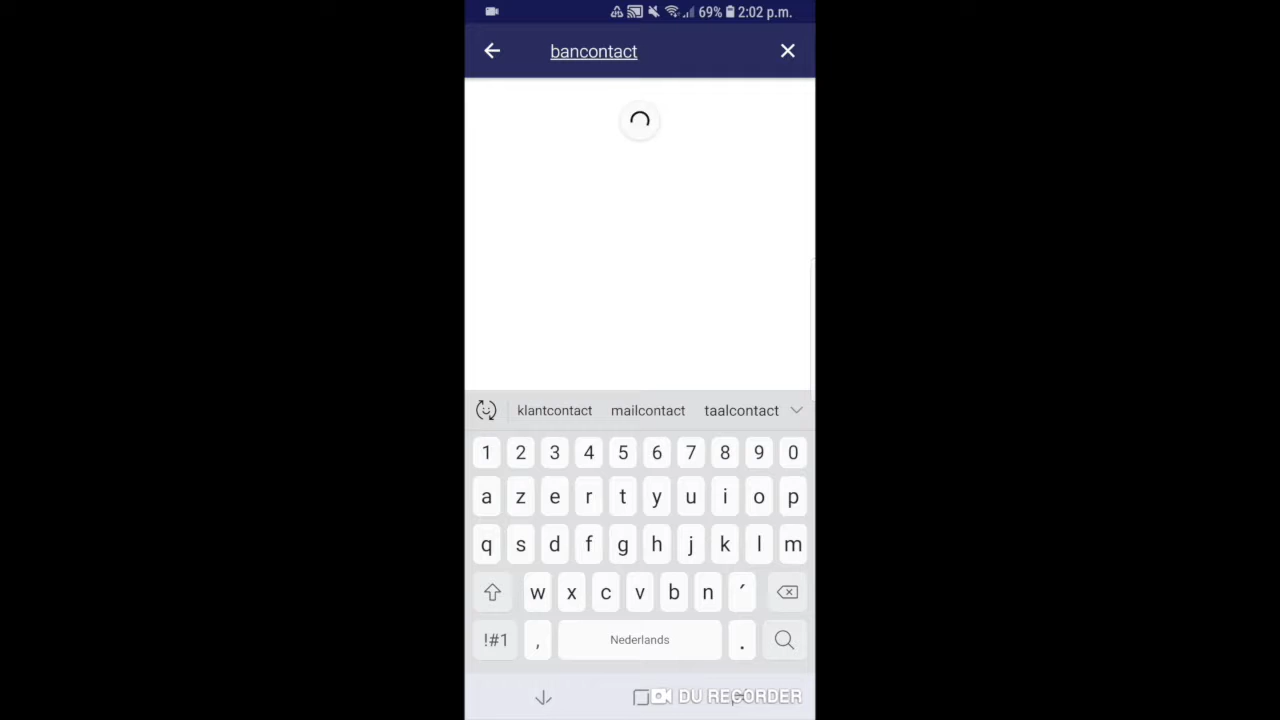 69% 2:02 p.m.
bancontact
klantcontact mailcontact taalcontact
1 2 3 4 5 6 7 8 9 0
a z e r t y u i o p
q s d f g h j k l m
w x c v b n ´
!#1 , Nederlands .
DU RECORDER